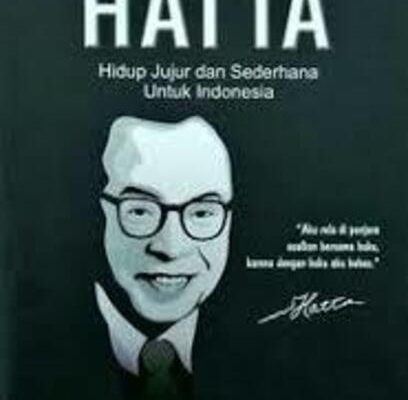 HATTA
Hidup Jujur dan Sederhana
Untuk Indonesia
"Aku rela di penjara
asalkan bersama buku,
karena dengan buku aku bebas."
Hatta